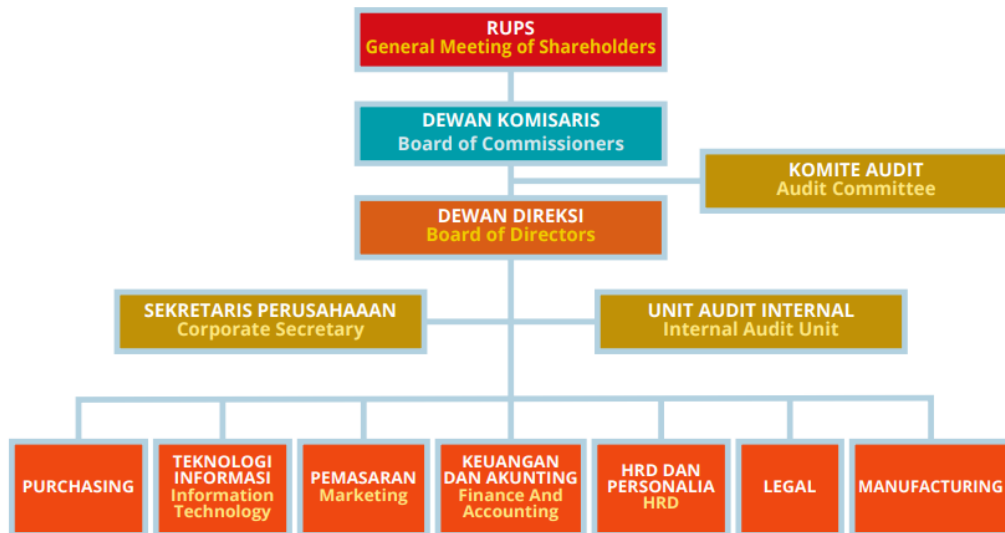 RUPS
General Meeting of Shareholders
DEWAN KOMISARIS
Board of Commissioners
KOMITE AUDIT
Audit Committee
DEWAN DIREKSI
Board of Directors
SEKRETARIS PERUSAHAAAN
Corporate Secretary
UNIT AUDIT INTERNAL
Internal Audit Unit
PURCHASING
TEKNOLOGI
INFORMASI
Information
Technology
PEMASARAN
Marketing
KEUANGAN
DAN AKUNTING
Finance And
Accounting
HRD DAN
PERSONALIA
HRD
LEGAL
MANUFACTURING